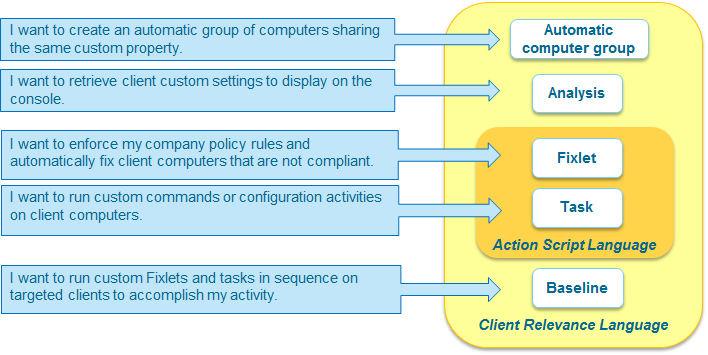 I want to create an automatic group of computers sharing
the same custom property.
Automatic
computer group
I want to retrieve client custom settings to display on the
console.
Analysis
I want to enforce my company policy rules and
automatically fix client computers that are not compliant.
Fixlet
I want to run custom commands or configuration activities
on client computers.
Task
Action Script Language
I want to run custom Fixlets and tasks in sequence on
targeted clients to accomplish my activity.
Baseline
Client Relevance Language